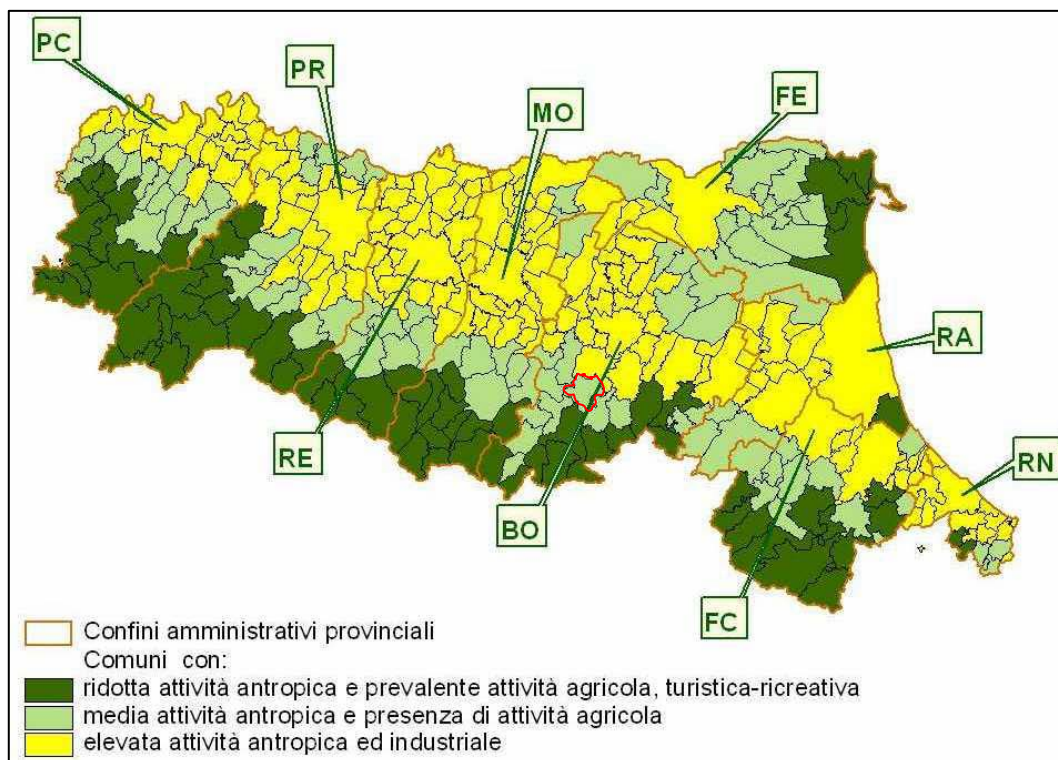 PC
PR
MO
FE
RA
RE
RN
BO
FC
Confini amministrativi provinciali
Comuni con:
ridotta attività antropica e prevalente attività agricola, turistica-ricreativa
media attività antropica e presenza di attività agricola
elevata attività antropica ed industriale